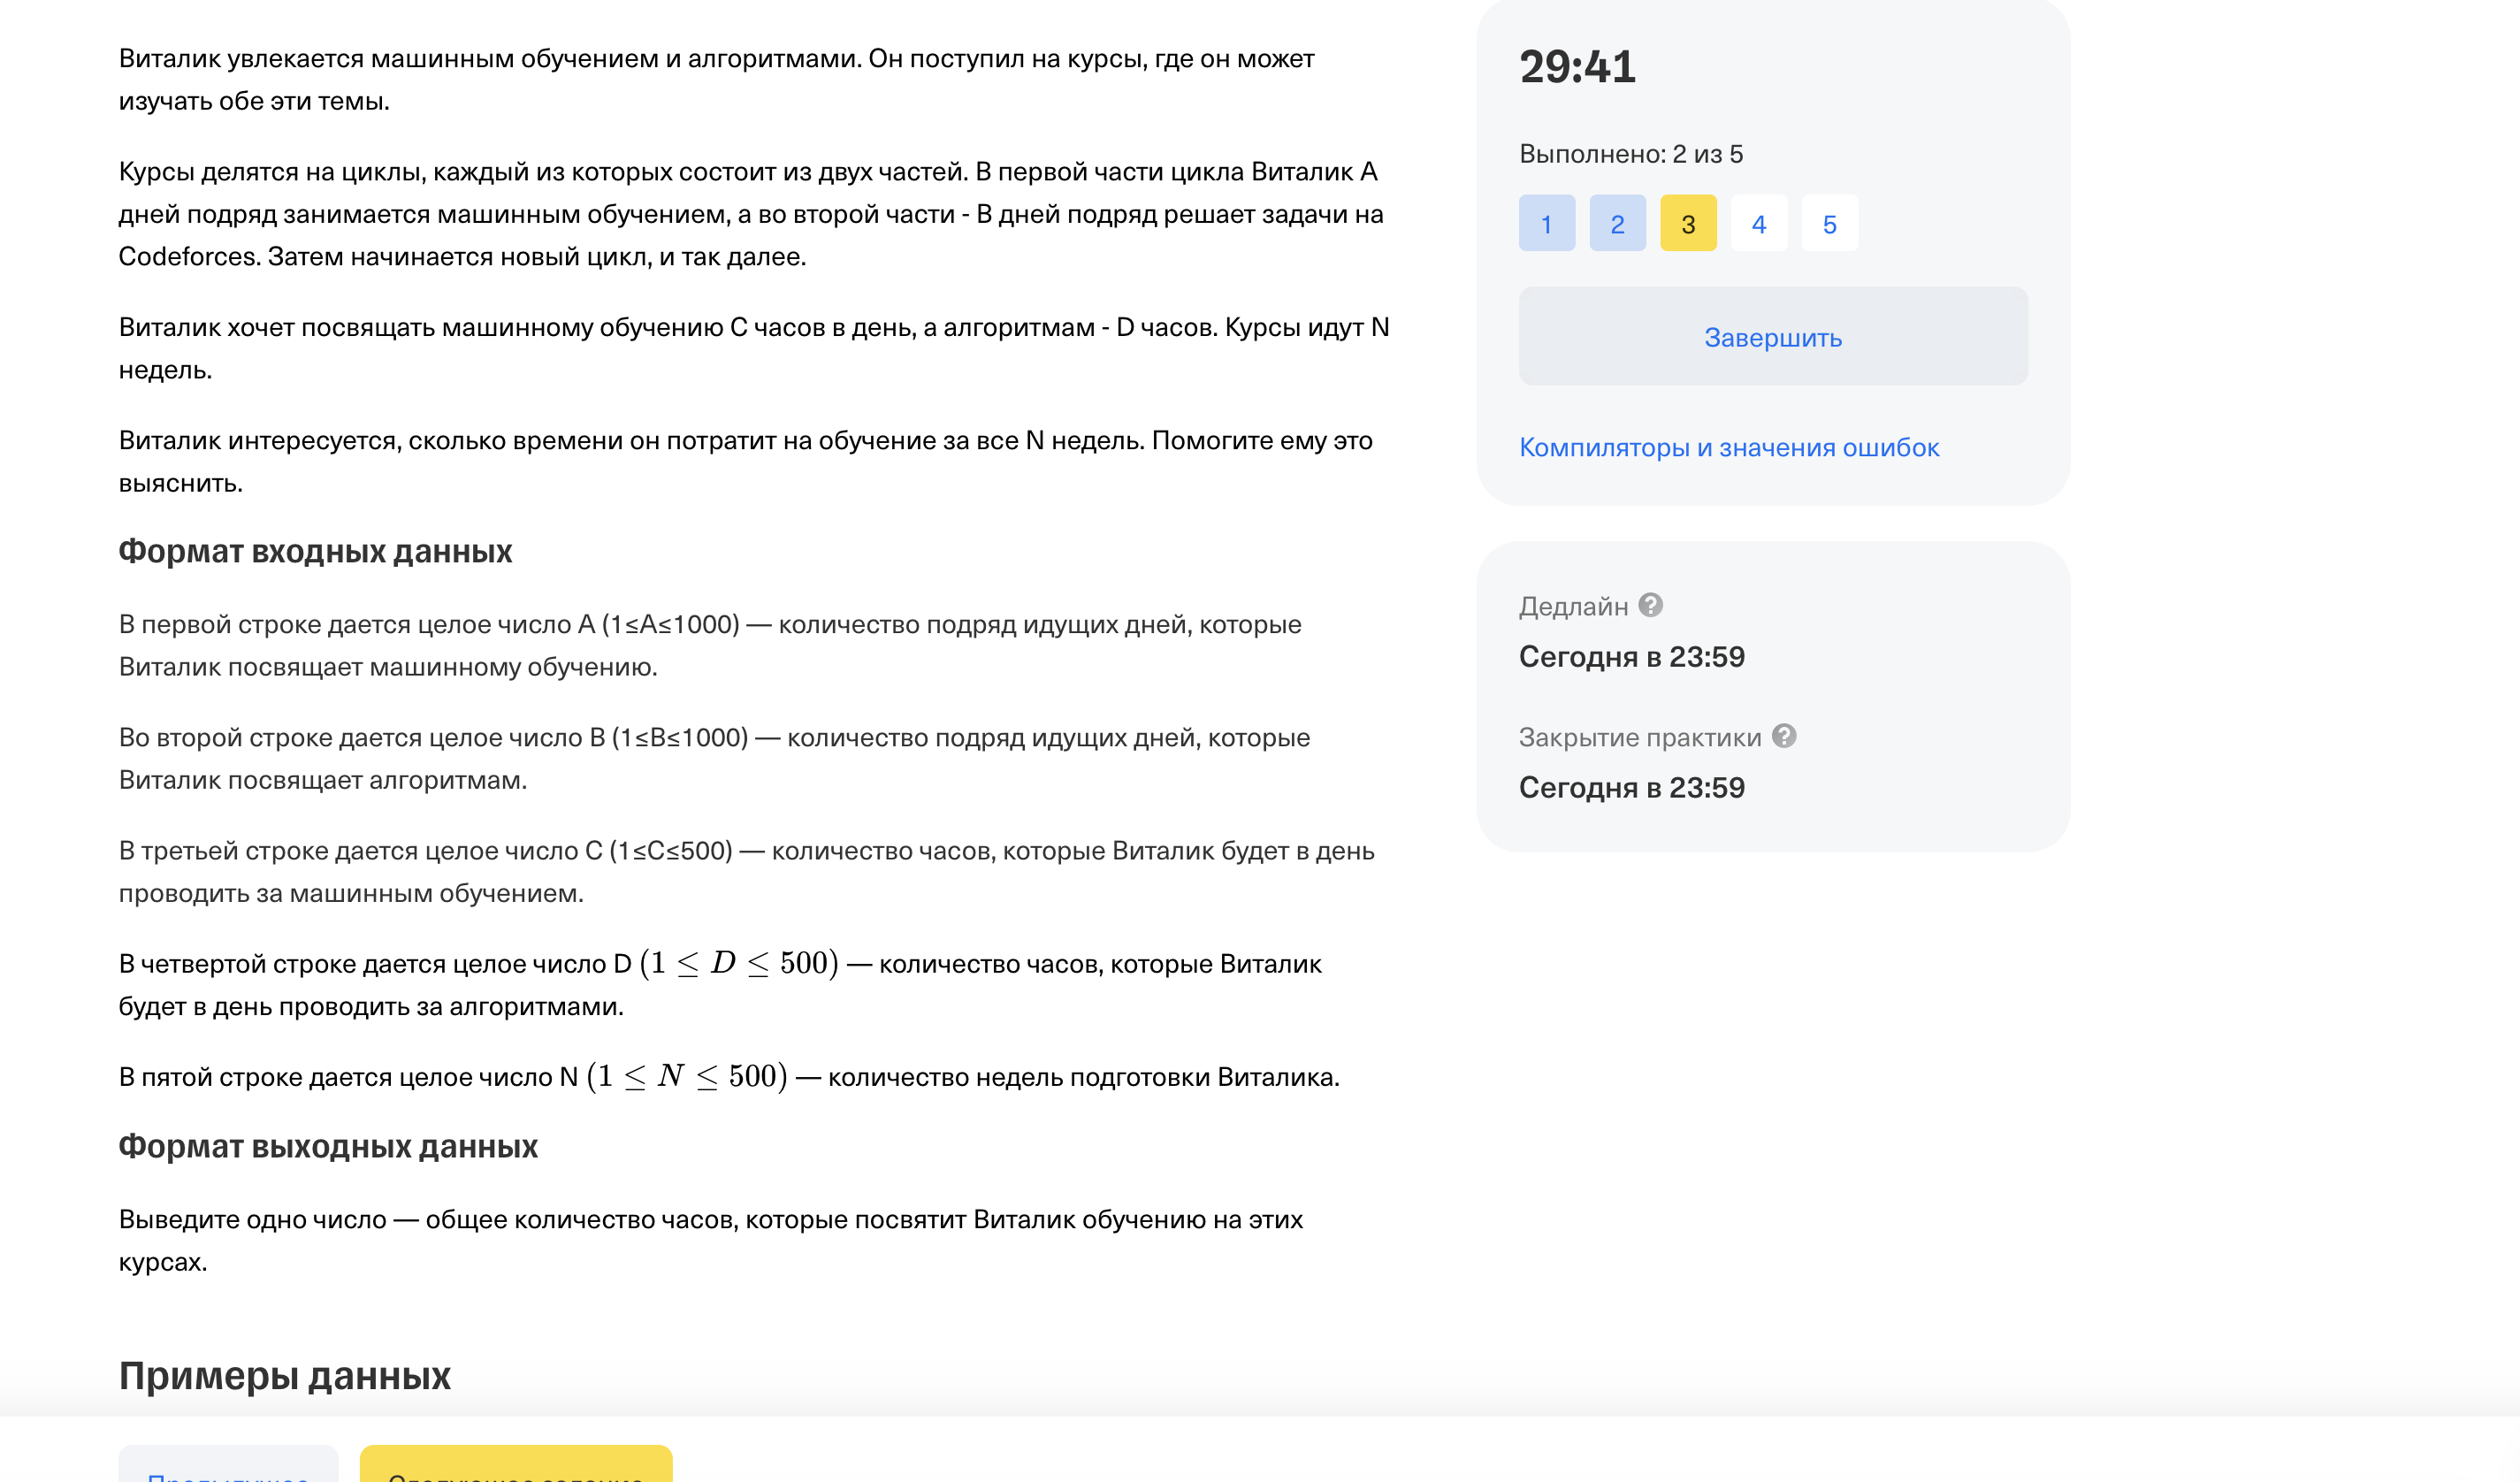 Виталик увлекается машинным обучением и алгоритмами. Он поступил на курсы, где он может
изучать обе эти темы.
Курсы делятся на циклы, каждый из которых состоит из двух частей. В первой части цикла Виталик A
дней подряд занимается машинным обучением, а во второй части - B дней подряд решает задачи на
Codeforces. Затем начинается новый цикл, и так далее.
Виталик хочет посвящать машинному обучению C часов в день, а алгоритмам - D часов. Курсы идут N
недель.
Виталик интересуется, сколько времени он потратит на обучение за все N недель. Помогите ему это
выяснить.
Формат входных данных
В первой строке дается целое число A (1≤A≤1000) — количество подряд идущих дней, которые
Виталик посвящает машинному обучению.
Во второй строке дается целое число B (1≤B≤1000) — количество подряд идущих дней, которые
Виталик посвящает алгоритмам.
В третьей строке дается целое число C (1≤C≤500) — количество часов, которые Виталик будет в день
проводить за машинным обучением.
В четвертой строке дается целое число D (1 ≤ D ≤ 500) — количество часов, которые Виталик
будет в день проводить за алгоритмами.
В пятой строке дается целое число N (1 ≤ N ≤ 500) — количество недель подготовки Виталика.
Формат выходных данных
Выведите одно число — общее количество часов, которые посвятит Виталик обучению на этих
курсах.
Примеры данных
29:41
Выполнено: 2 из 5
1 2 3 4 5
Завершить
Компиляторы и значения ошибок
Дедлайн ?
Сегодня в 23:59
Закрытие практики ?
Сегодня в 23:59